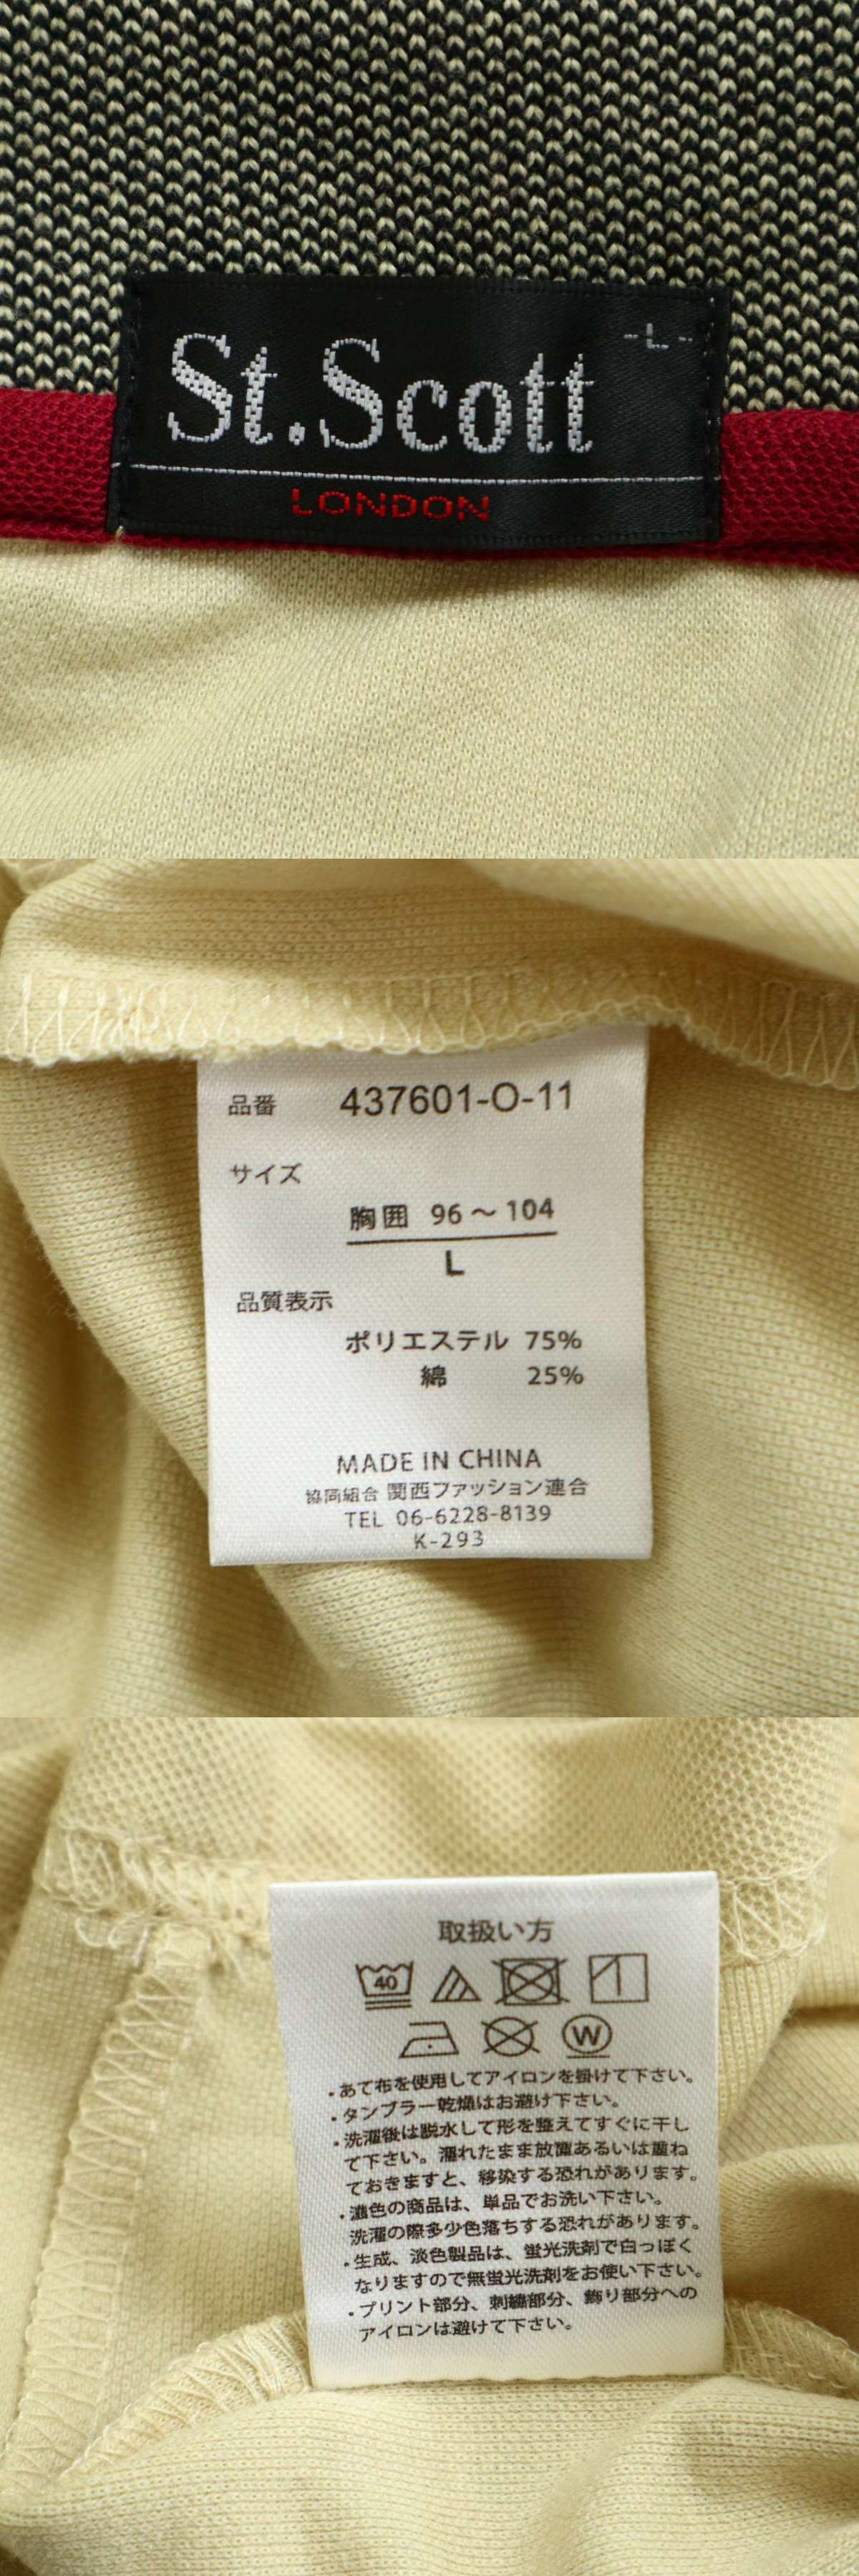 St.Scott -L-
LONDON
品番 437601-O-11
サイズ
胸囲 96～104
L
品質表示
ポリエステル 75%
綿 25%
MADE IN CHINA
協同組合 関西ファッション連合
TEL 06-6228-8139
K-293
取扱い方
40
W
・あて布を使用してアイロンを掛けて下さい。
・タンブラー乾燥はお避け下さい。
・洗濯後は脱水して形を整えてすぐに干し
て下さい。濡れたまま放置あるいは重ね
ておきますと、移染する恐れがあります。
・濃色の商品は、単品でお洗い下さい。
洗濯の際多少色落ちする恐れがあります。
・生成、淡色製品は、蛍光洗剤で白っぽく
なりますので無蛍光洗剤をお使い下さい。
・プリント部分、刺繍部分、飾り部分への
アイロンは避けて下さい。